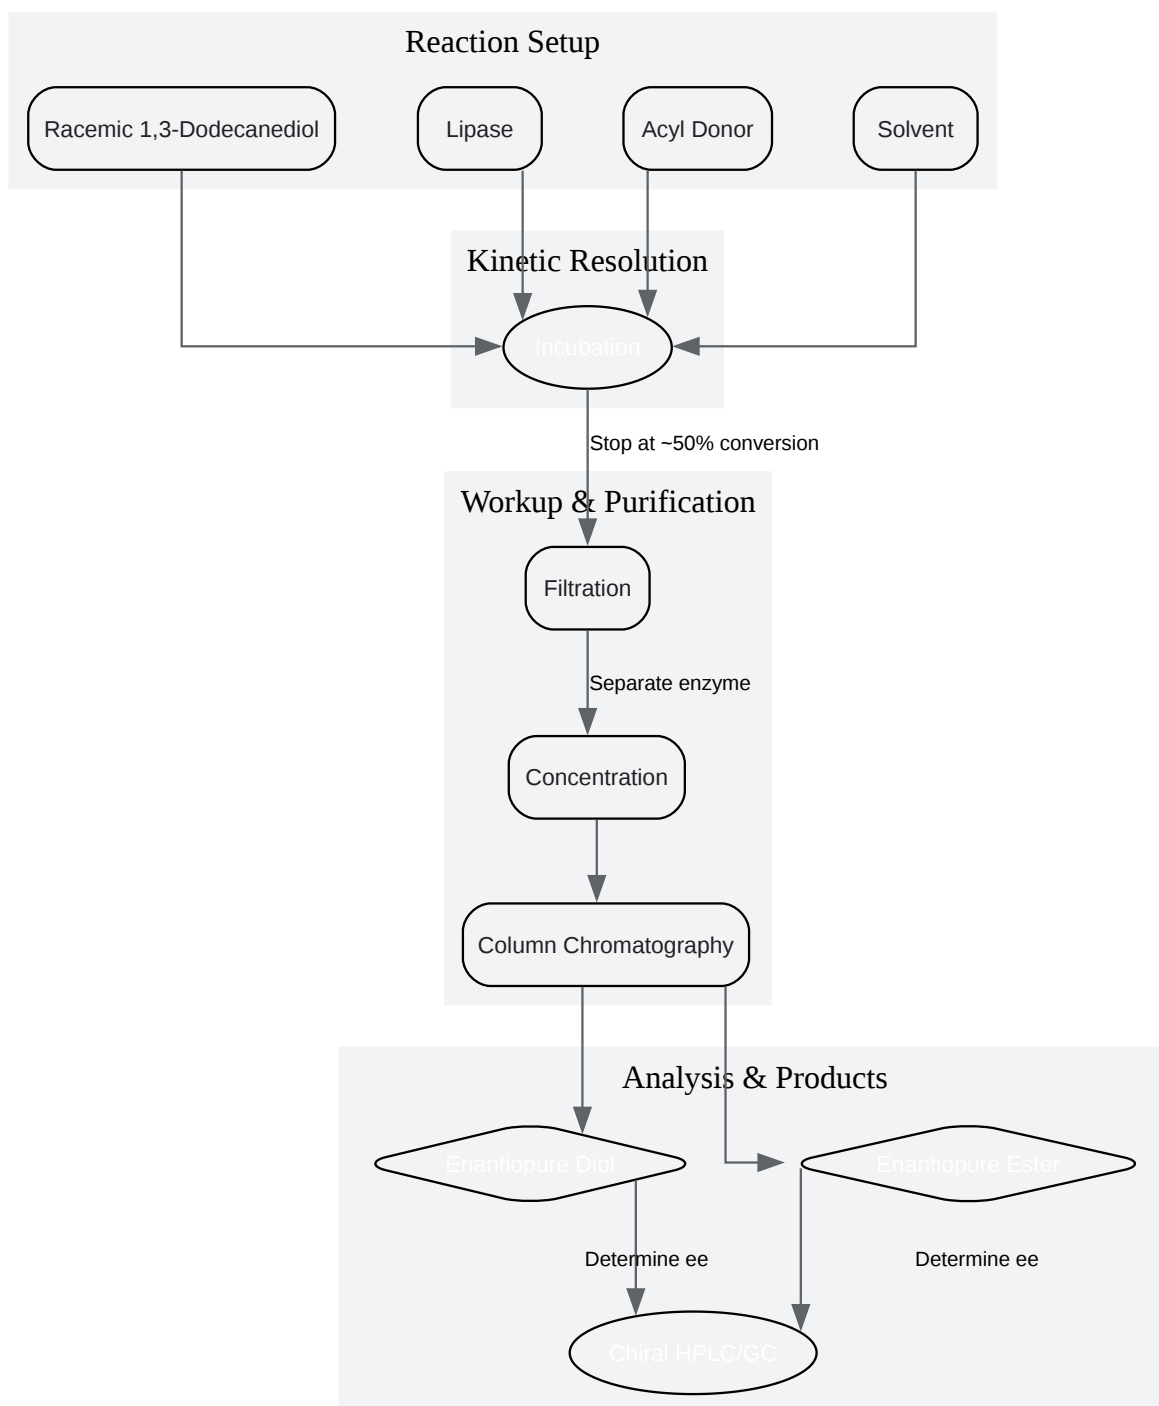 Reaction Setup
Racemic 1,3-Dodecanediol
Lipase
Acyl Donor
Solvent
Kinetic Resolution
Incubation
Stop at ~50% conversion
Workup & Purification
Filtration
Separate enzyme
Concentration
Column Chromatography
Analysis & Products
Enantiopure Diol
Enantiopure Ester
Determine ee
Determine ee
Chiral HPLC/GC